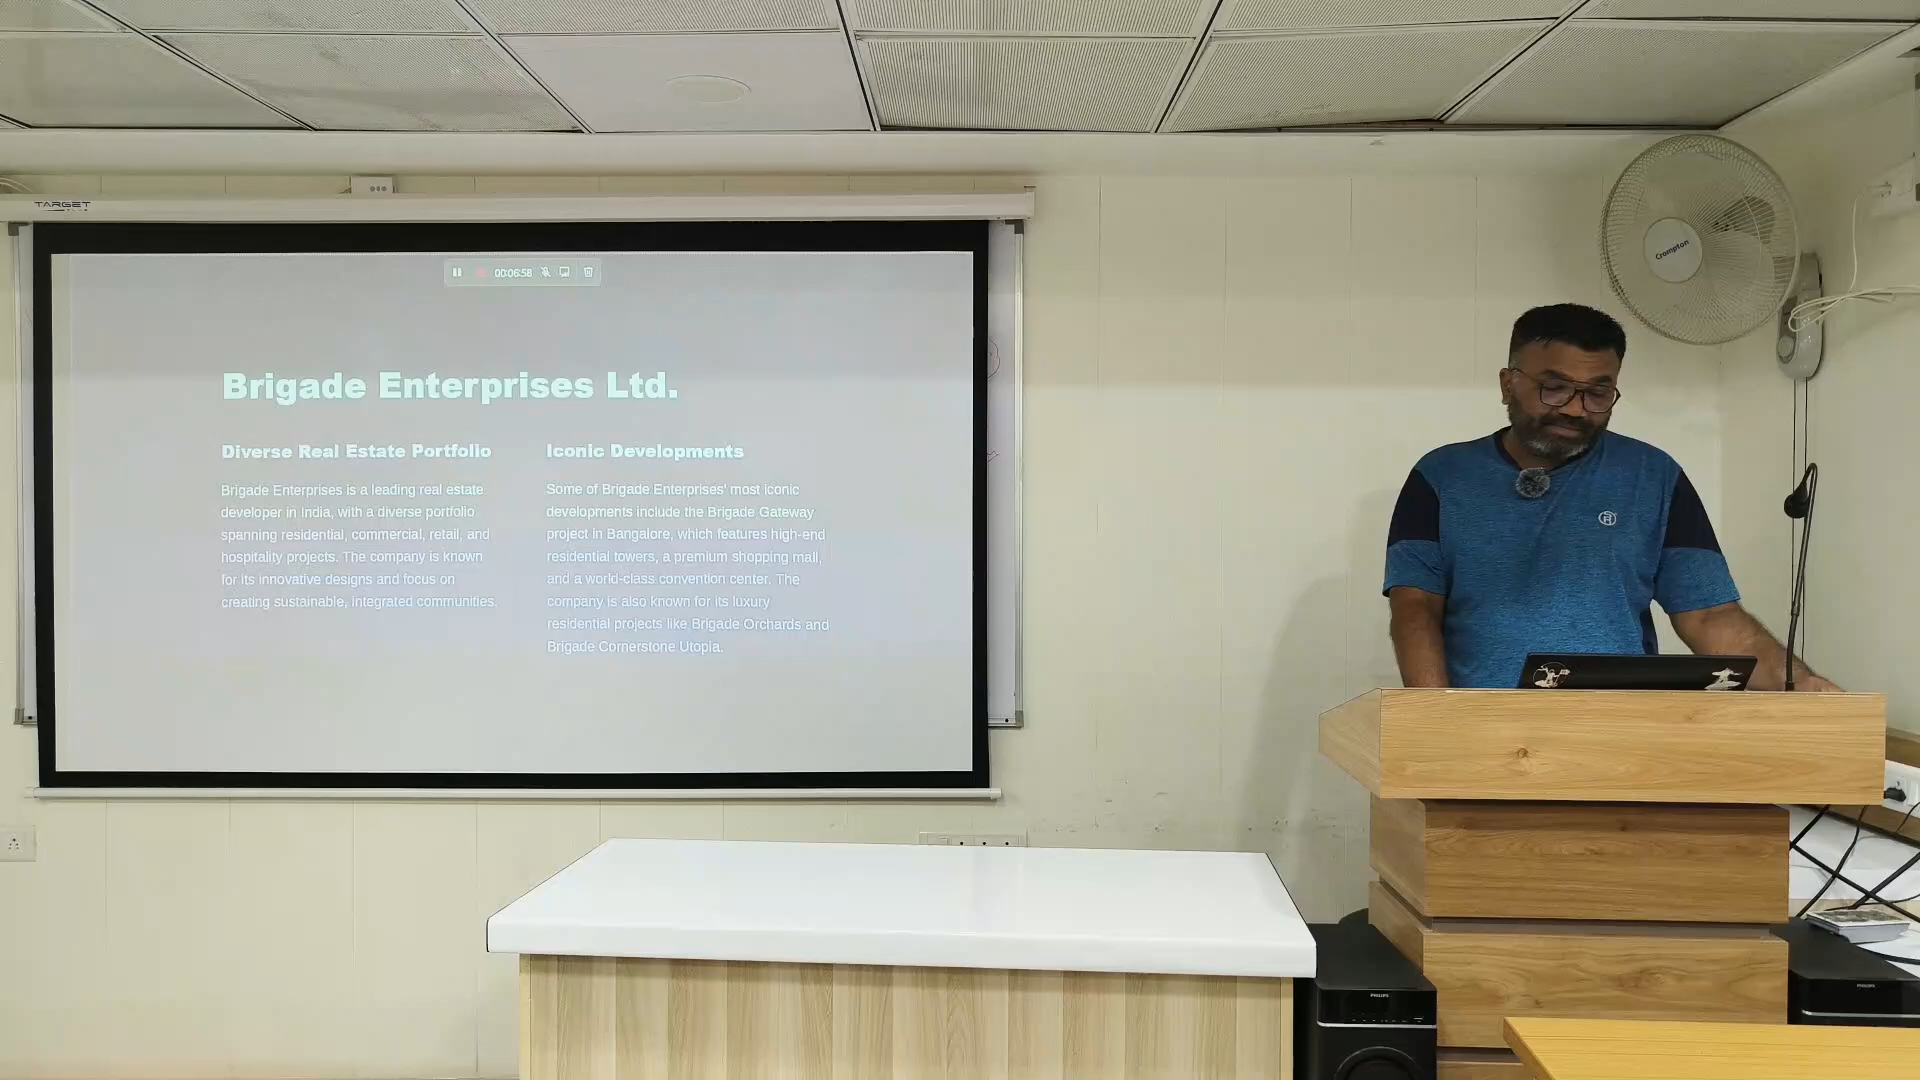 TARGET
00:06:58
Brigade Enterprises Ltd.
Diverse Real Estate Portfolio
Brigade Enterprises is a leading real estate
developer in India, with a diverse portfolio
spanning residential, commercial, retail, and
hospitality projects. The company is known
for its innovative designs and focus on
creating sustainable, integrated communities.
Iconic Developments
Some of Brigade Enterprises' most iconic
developments include the Brigade Gateway
project in Bangalore, which features high-end
residential towers, a premium shopping mall,
and a world-class convention center. The
company is also known for its luxury
residential projects like Brigade Orchards and
Brigade Cornerstone Utopia.
Crompton
PHILIPS
PHILIPS